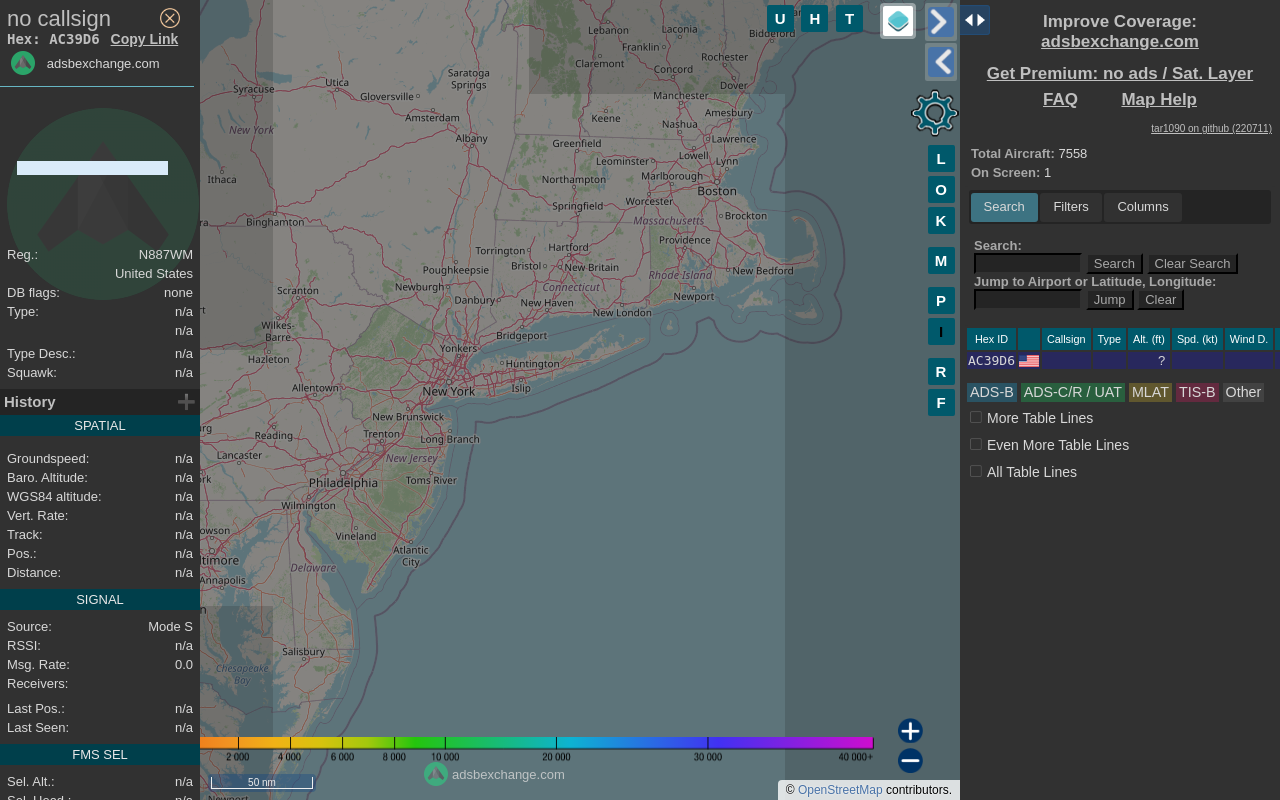 no callsign
Hex: AC39D6 Copy Link
adsbexchange.com
Reg.: N887WM
United States
DB flags: none
Type: n/a
n/a
Type Desc.: n/a
Squawk: n/a
History
SPATIAL
Groundspeed: n/a
Baro. Altitude: n/a
WGS84 altitude: n/a
Vert. Rate: n/a
Track: n/a
Pos.: n/a
Distance: n/a
SIGNAL
Source: Mode S
RSSI: n/a
Msg. Rate: 0.0
Receivers:
Last Pos.: n/a
Last Seen: n/a
FMS SEL
Sel. Alt.: n/a
U H T
L
O
K
M
P
I
R
F
Lebanon
Laconia
Franklin
Biddeford
Claremont
Rochester
Concord
Dover
Saratoga
Springs
Utica
Syracuse
Gloversville
Manchester
Amesbury
Amsterdam
Keene
Nashua
New York
Albany
Greenfield
Lawrence
Leominster
Lowell
Lynn
Ithaca
Northampton
Marlborough
Boston
Worcester
Springfield
Brockton
Massachusetts
Binghamton
Providence
Torrington
Hartford
Bristol
New Britain
Poughkeepsie
Rhode Island
New Bedford
Connecticut
Newburgh
Scranton
Danbury
New Haven
Newport
New London
Wilkes-
Barre
Bridgeport
Yonkers
Hazleton
Huntington
Allentown
New York
Islip
New Brunswick
Reading
Trenton
Long Branch
Lancaster
New Jersey
Philadelphia
Toms River
Wilmington
Vineland
Atlantic
City
Delaware
Annapolis
Salisbury
Chesapeake
Bay
2 000 4 000 6 000 8 000 10 000 20 000 30 000 40 000+
50 nm
adsbexchange.com
© OpenStreetMap contributors.
Improve Coverage:
adsbexchange.com
Get Premium: no ads / Sat. Layer
FAQ Map Help
tar1090 on github (220711)
Total Aircraft: 7558
On Screen: 1
Search Filters Columns
Search:
Search Clear Search
Jump to Airport or Latitude, Longitude:
Jump Clear
Hex ID Callsign Type Alt. (ft) Spd. (kt) Wind D.
AC39D6 ?
ADS-B ADS-C/R / UAT MLAT TIS-B Other
More Table Lines
Even More Table Lines
All Table Lines